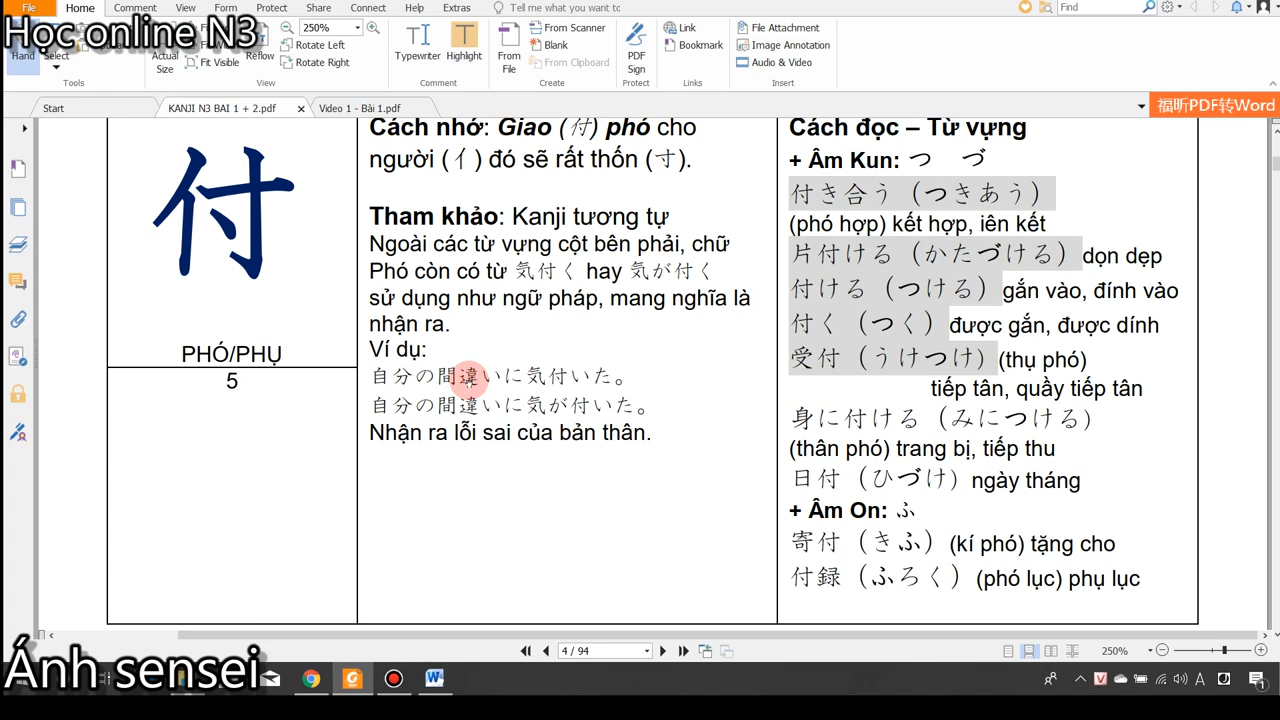 File Home Comment View Form Protect Share Connect Help Extras Tell me what you want tc Find
Học online N3
Hand Select
Actual Size
Fit Visible
Reflow
250%
Rotate Left
Rotate Right
Typewriter Highlight
From File
From Scanner
Blank
From Clipboard
PDF Sign
Link
Bookmark
File Attachment
Image Annotation
Audio & Video
Tools View Comment Create Protect Links Insert
Start KANJI N3 BAI 1 + 2.pdf Video 1 - Bài 1.pdf 福昕PDF转Word
付
PHÓ/PHỤ
5
Cách nhớ: Giao (付) phó cho
người (亻) đó sẽ rất thốn (寸).
Tham khảo: Kanji tương tự
Ngoài các từ vựng cột bên phải, chữ
Phó còn có từ 気付く hay 気が付く
sử dụng như ngữ pháp, mang nghĩa là
nhận ra.
Ví dụ:
自分の間違いに気付いた。
自分の間違いに気が付いた。
Nhận ra lỗi sai của bản thân.
Cách đọc – Từ vựng
+ Âm Kun: つ づ
付き合う(つきあう)
(phó hợp) kết hợp, iên kết
片付ける(かたづける)dọn dẹp
付ける(つける)gắn vào, đính vào
付く(つく)được gắn, được dính
受付(うけつけ)(thụ phó)
tiếp tân, quầy tiếp tân
身に付ける(みにつける)
(thân phó) trang bị, tiếp thu
日付(ひづけ)ngày tháng
+ Âm On: ふ
寄付(きふ)(kí phó) tặng cho
付録(ふろく)(phó lục) phụ lục
4 / 94 250%
Ánh sensei